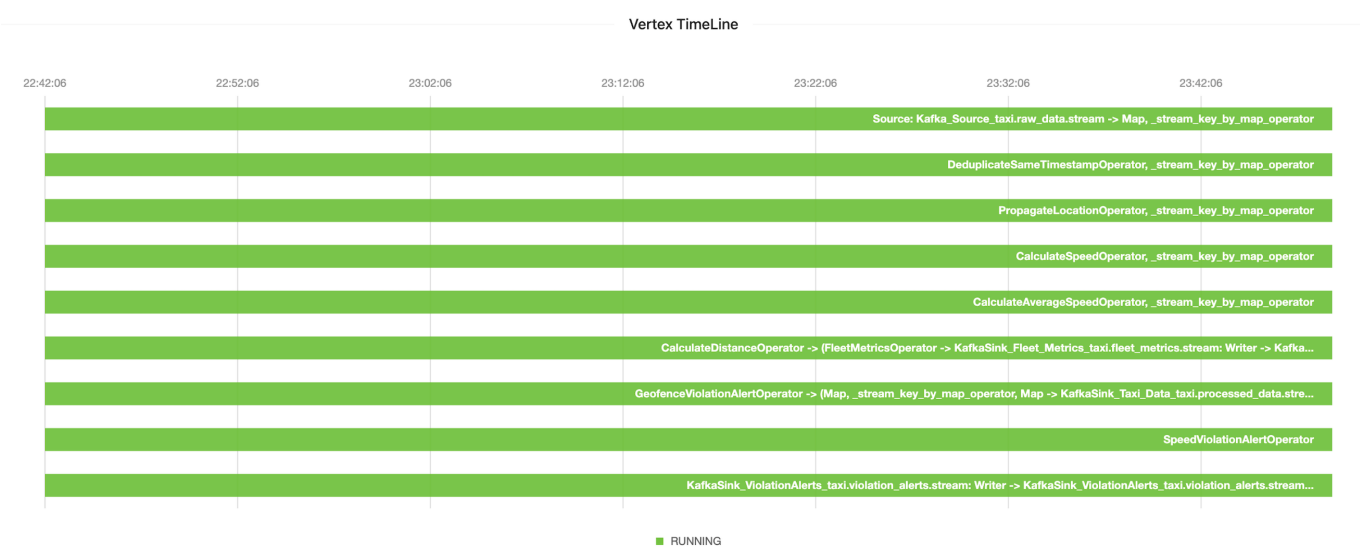 Vertex TimeLine
22:42:06 22:52:06 23:02:06 23:12:06 23:22:06 23:32:06 23:42:06
Source: Kafka_Source_taxi.raw_data.stream -> Map, _stream_key_by_map_operator
DeduplicateSameTimestampOperator, _stream_key_by_map_operator
PropagateLocationOperator, _stream_key_by_map_operator
CalculateSpeedOperator, _stream_key_by_map_operator
CalculateAverageSpeedOperator, _stream_key_by_map_operator
CalculateDistanceOperator -> (FleetMetricsOperator -> KafkaSink_Fleet_Metrics_taxi.fleet_metrics.stream: Writer -> Kafka...
GeofenceViolationAlertOperator -> (Map, _stream_key_by_map_operator, Map -> KafkaSink_Taxi_Data_taxi.processed_data.stre...
SpeedViolationAlertOperator
KafkaSink_ViolationAlerts_taxi.violation_alerts.stream: Writer -> KafkaSink_ViolationAlerts_taxi.violation_alerts.stream...
RUNNING